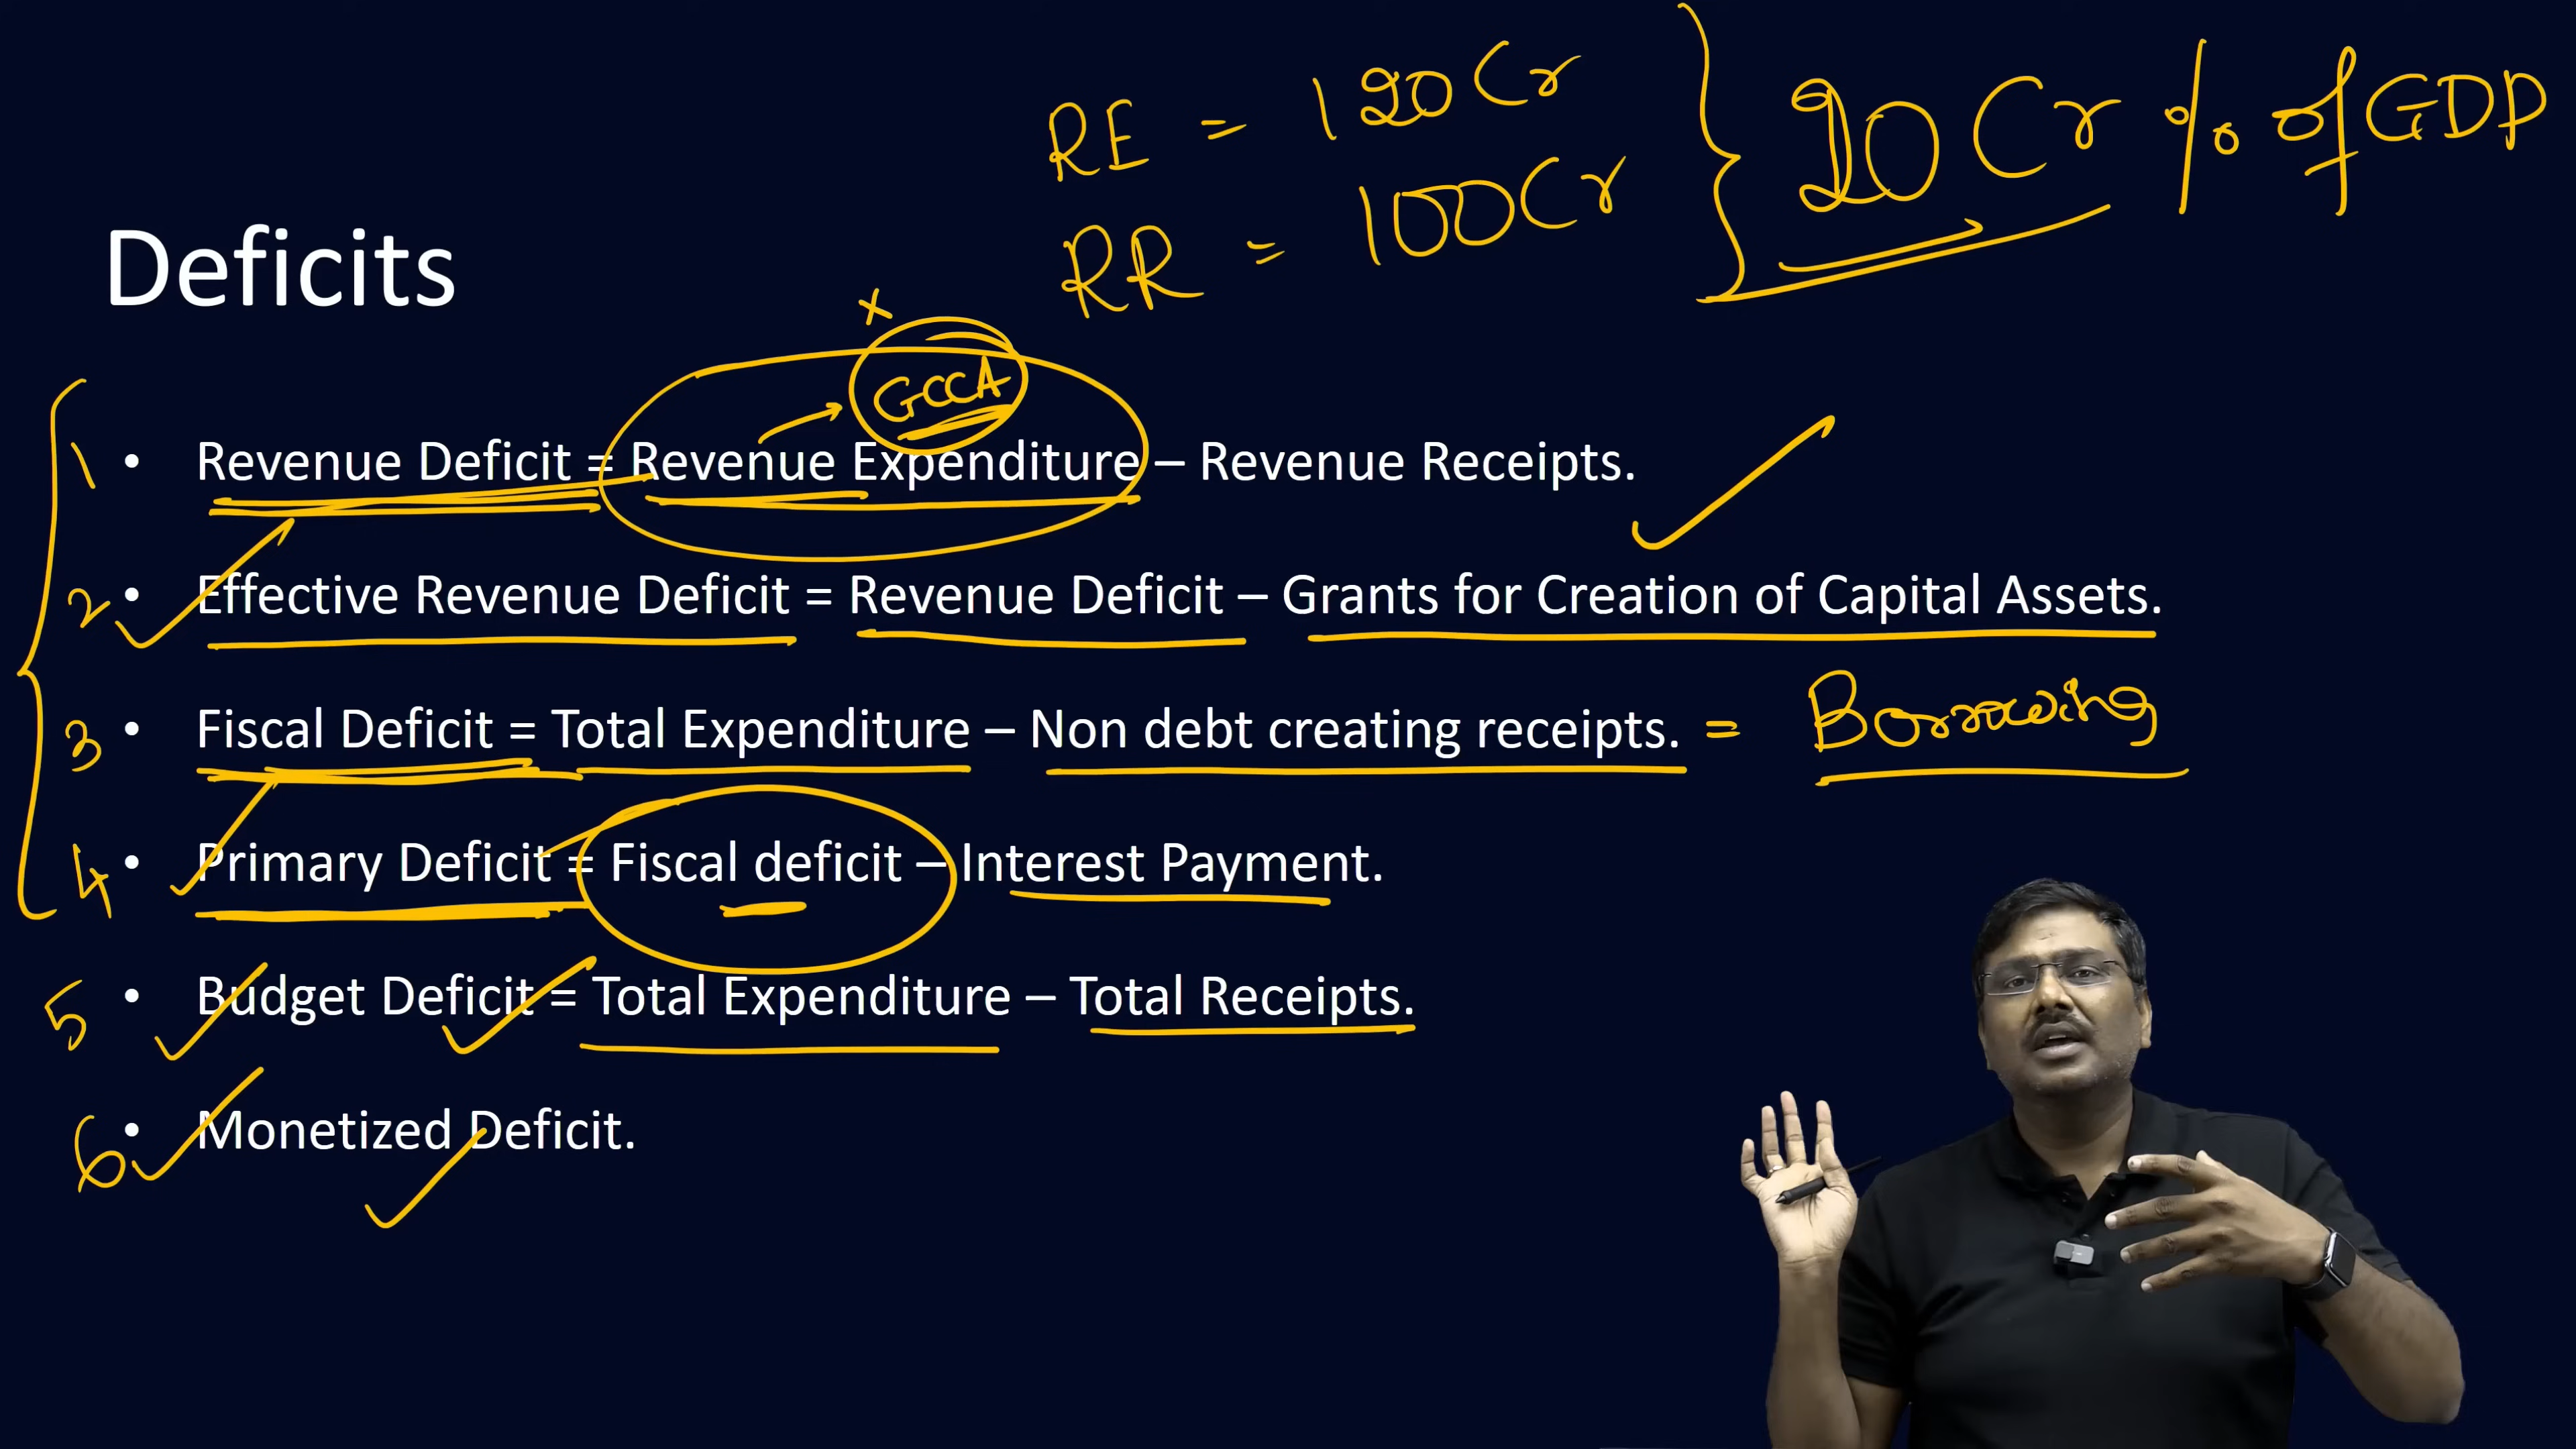 RE = 120 Cr
RR = 100 Cr
20 Cr % of GDP
Deficits
x
GCCA
1 • Revenue Deficit = Revenue Expenditure – Revenue Receipts.
2 • Effective Revenue Deficit = Revenue Deficit – Grants for Creation of Capital Assets.
3 • Fiscal Deficit = Total Expenditure – Non debt creating receipts. = Borrowing
4 • Primary Deficit = Fiscal deficit – Interest Payment.
5 • Budget Deficit = Total Expenditure – Total Receipts.
6 • Monetized Deficit.